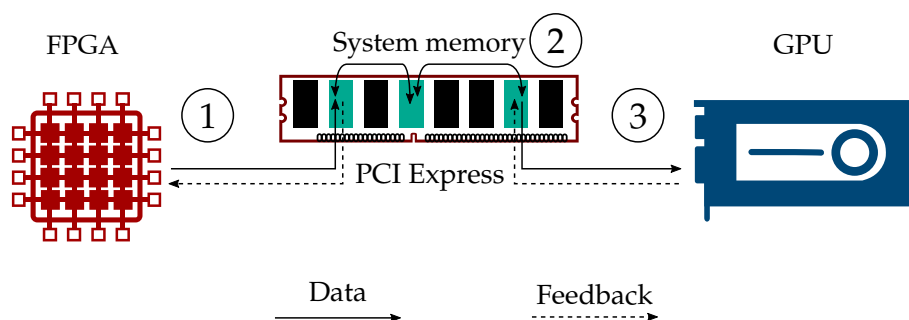 FPGA
System memory
2
GPU
1
3
PCI Express
Data
Feedback